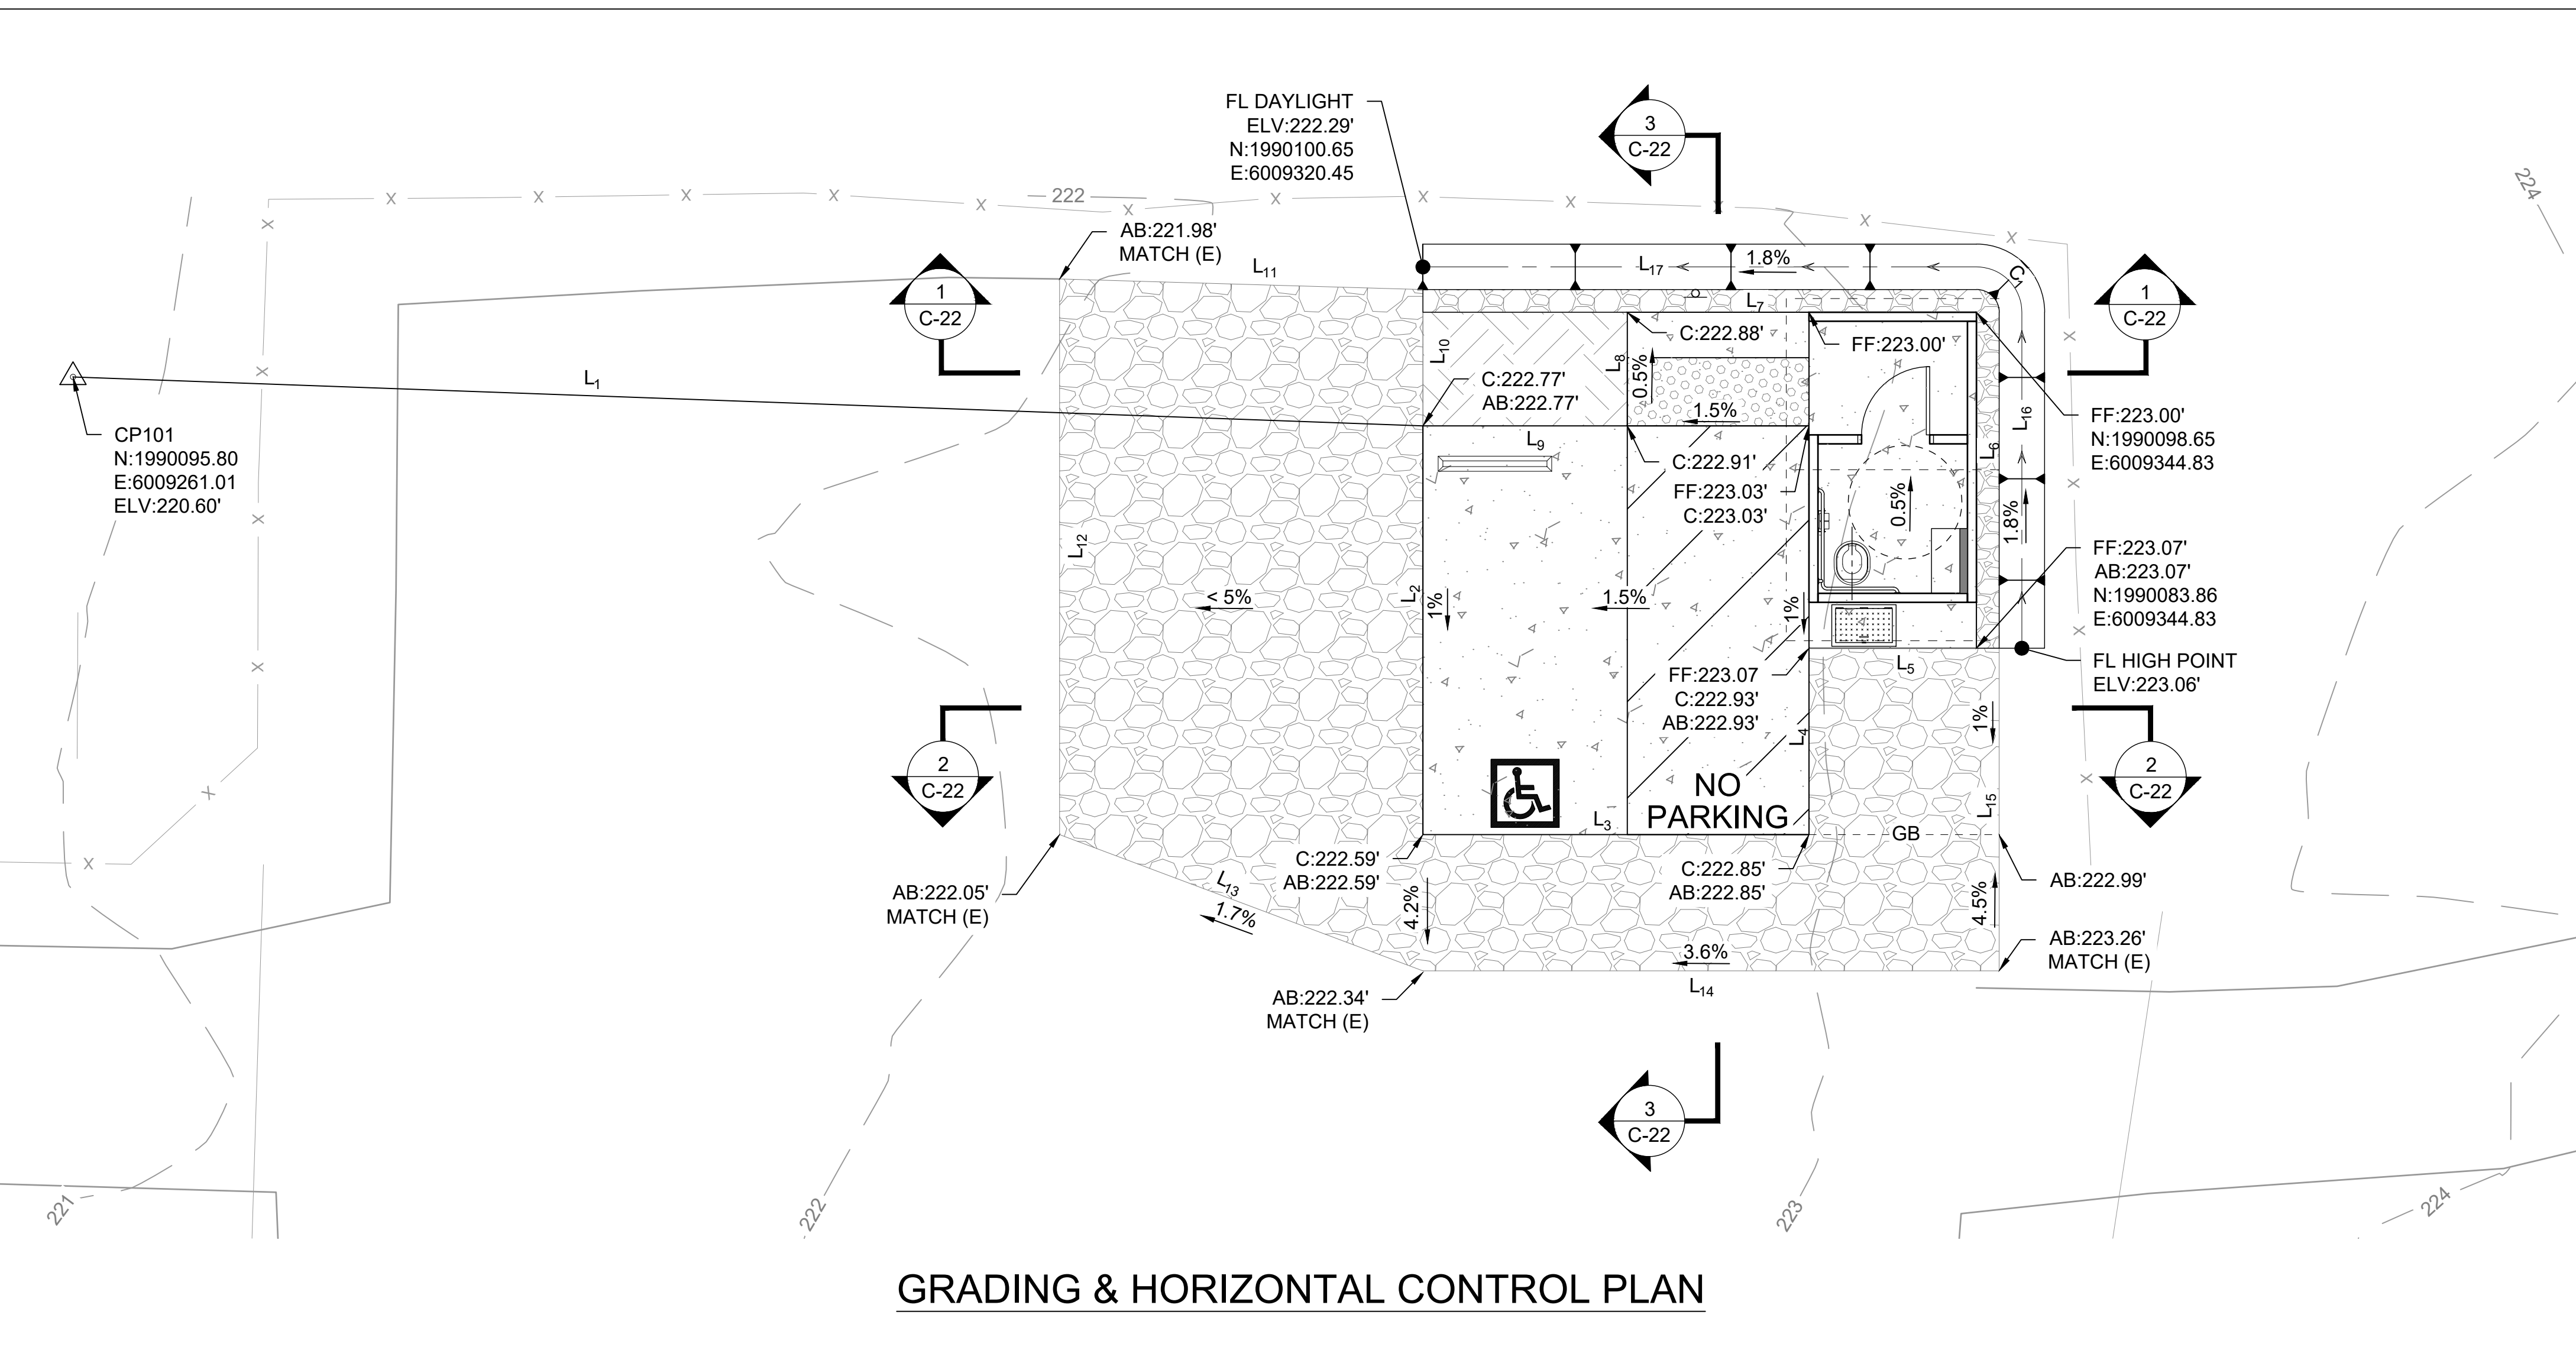 FL DAYLIGHT
ELV:222.29'
N:1990100.65
E:6009320.45
3
C-22
224
222
X X X X X X X X X X X X
AB:221.98'
MATCH (E)
L11
L17
1.8%
C1
1
C-22
1
C-22
L7
L10
L8
C:222.88'
FF:223.00'
0.5%
L1
C:222.77'
AB:222.77'
1.5%
L16
FF:223.00'
N:1990098.65
E:6009344.83
CP101
N:1990095.80
E:6009261.01
ELV:220.60'
L9
C:222.91'
L6
FF:223.03'
C:223.03'
0.5%
1.8%
L12
FF:223.07'
AB:223.07'
N:1990083.86
E:6009344.83
< 5%
L2
1%
1.5%
1%
L5
FL HIGH POINT
ELV:223.06'
FF:223.07
C:222.93'
AB:222.93'
L4
1%
2
C-22
2
C-22
NO
PARKING
L3
L15
GB
C:222.59'
AB:222.59'
C:222.85'
AB:222.85'
AB:222.99'
AB:222.05'
MATCH (E)
L13
1.7%
4.2%
4.5%
3.6%
AB:223.26'
MATCH (E)
L14
AB:222.34'
MATCH (E)
3
C-22
221
222
223
224
GRADING & HORIZONTAL CONTROL PLAN